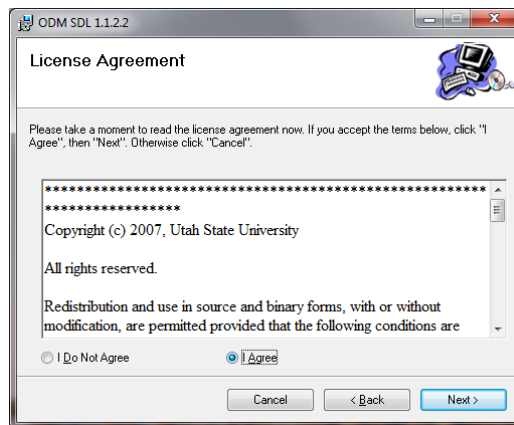 ODM SDL 1.1.2.2
License Agreement
Please take a moment to read the license agreement now. If you accept the terms below, click "I
Agree", then "Next". Otherwise click "Cancel".
*******************************************************
*****************
Copyright (c) 2007, Utah State University
All rights reserved.
Redistribution and use in source and binary forms, with or without
modification, are permitted provided that the following conditions are
I Do Not Agree
I Agree
Cancel
< Back
Next >